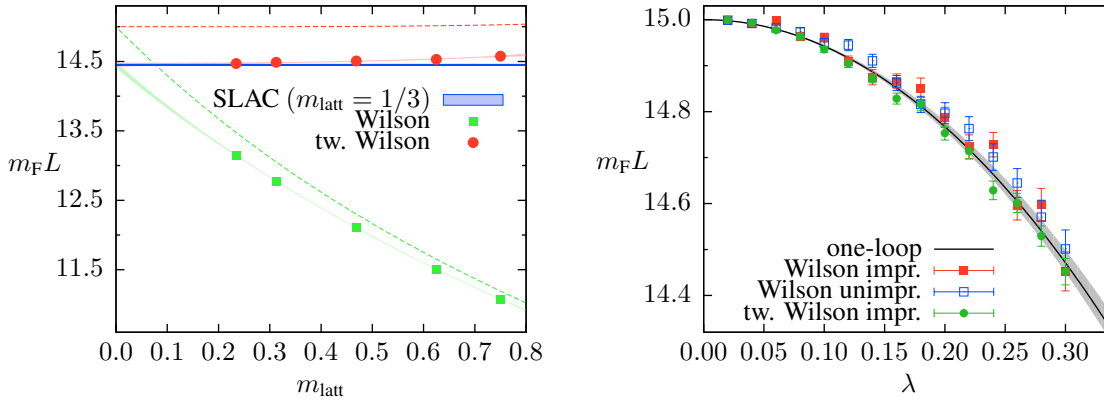 14.5
13.5
12.5
11.5
m_F L
SLAC (m_latt = 1/3)
Wilson
tw. Wilson
0.0 0.1 0.2 0.3 0.4 0.5 0.6 0.7 0.8
m_latt
15.0
14.8
14.6
14.4
m_F L
one-loop
Wilson impr.
Wilson unimpr.
tw. Wilson impr.
0.00 0.05 0.10 0.15 0.20 0.25 0.30
λ